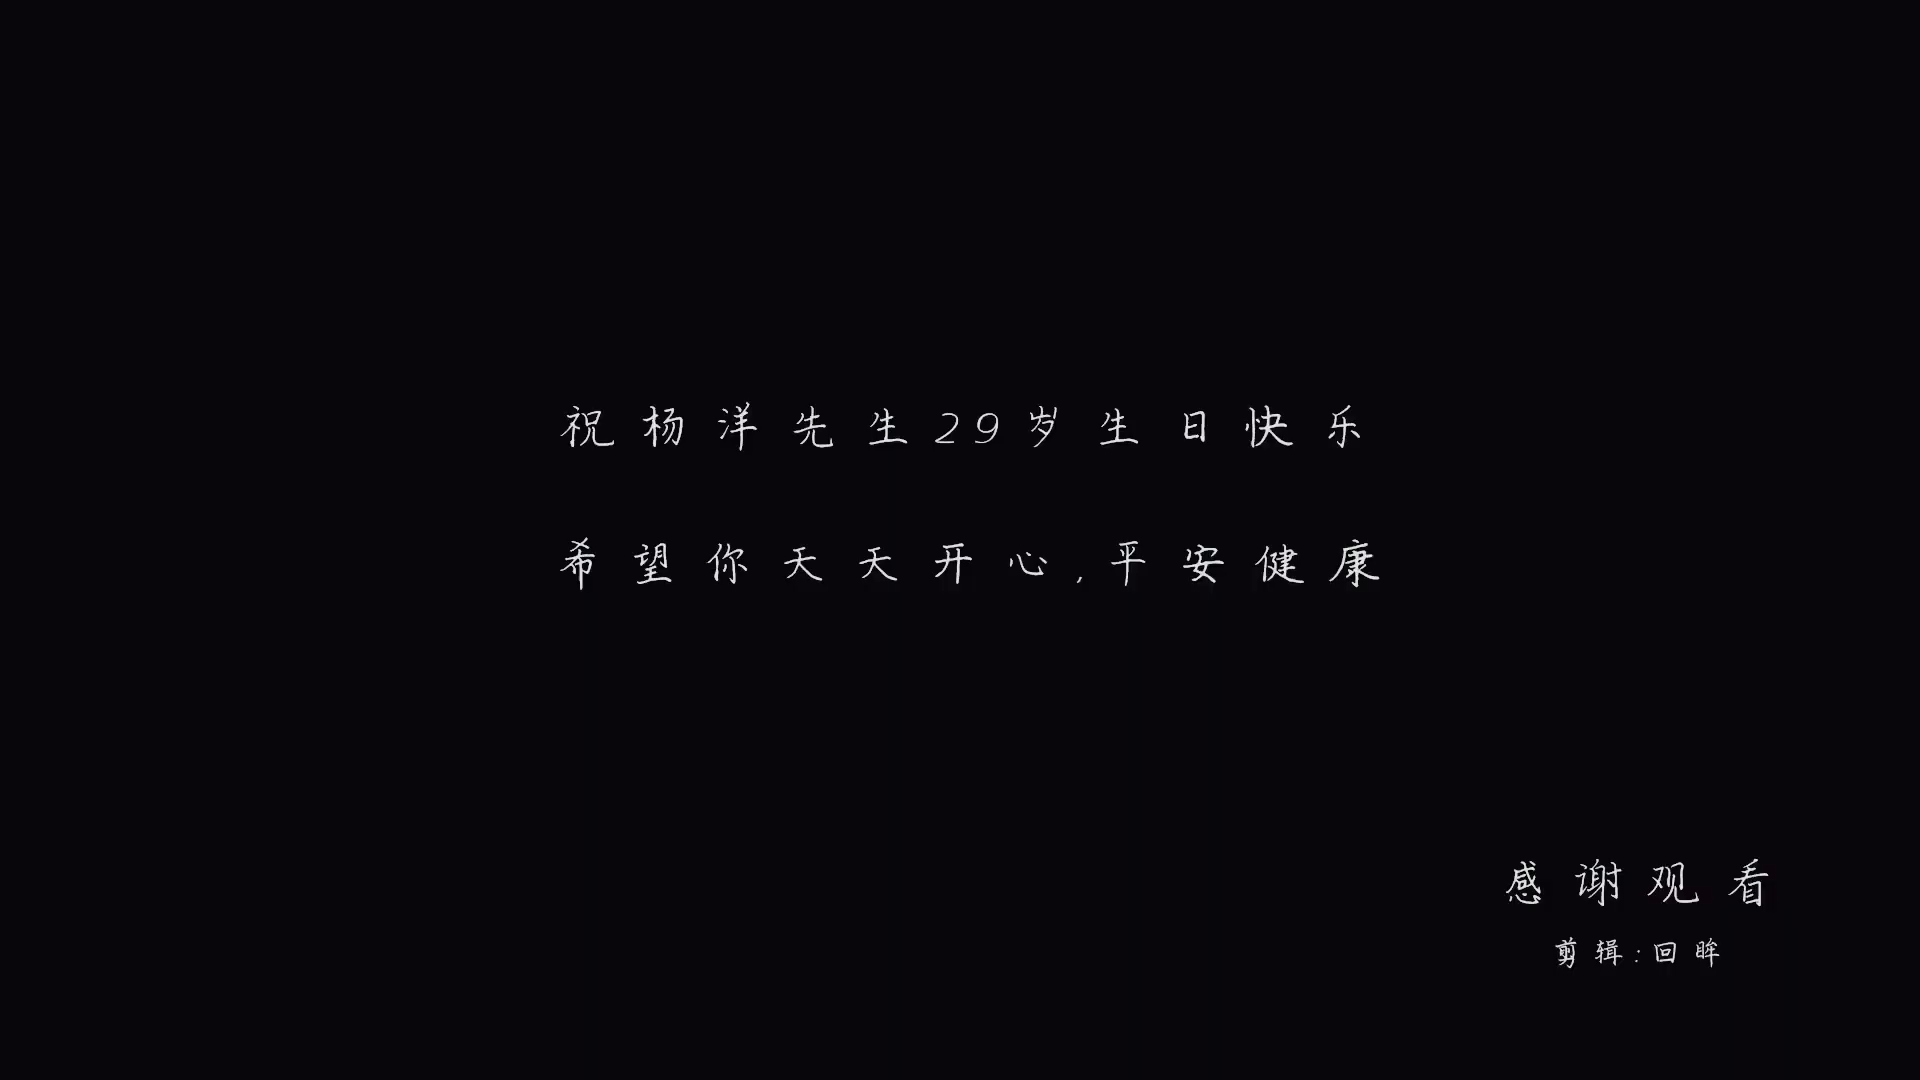 祝杨洋先生29岁生日快乐
希望你天天开心,平安健康
感谢观看
剪辑:回眸